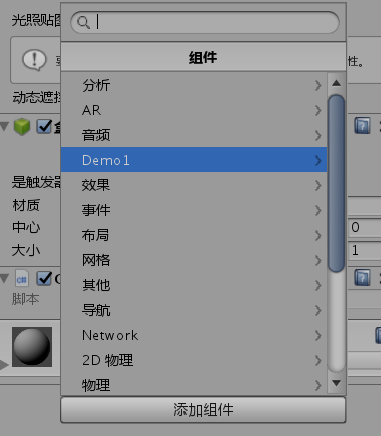 光照贴图
组件
性。
分析
动态遮挡
AR
音频
Demo1
效果
是触发器
事件
材质
中心
布局
0
大小
网格
1
其他
脚本
导航
Network
2D 物理
物理
添加组件